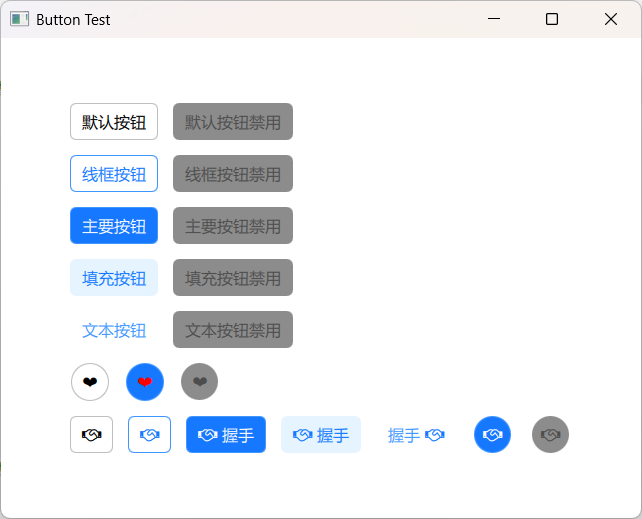 Button Test
默认按钮 默认按钮禁用
线框按钮 线框按钮禁用
主要按钮 主要按钮禁用
填充按钮 填充按钮禁用
文本按钮 文本按钮禁用
握手 握手 握手